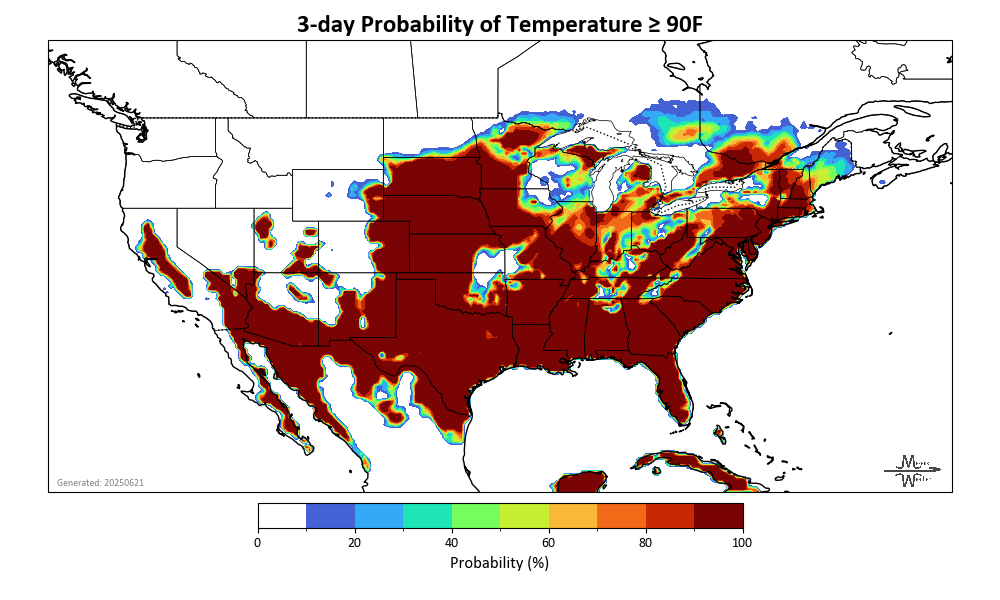 3-day Probability of Temperature ≥ 90F
Generated: 20250621
0 20 40 60 80 100
Probability (%)